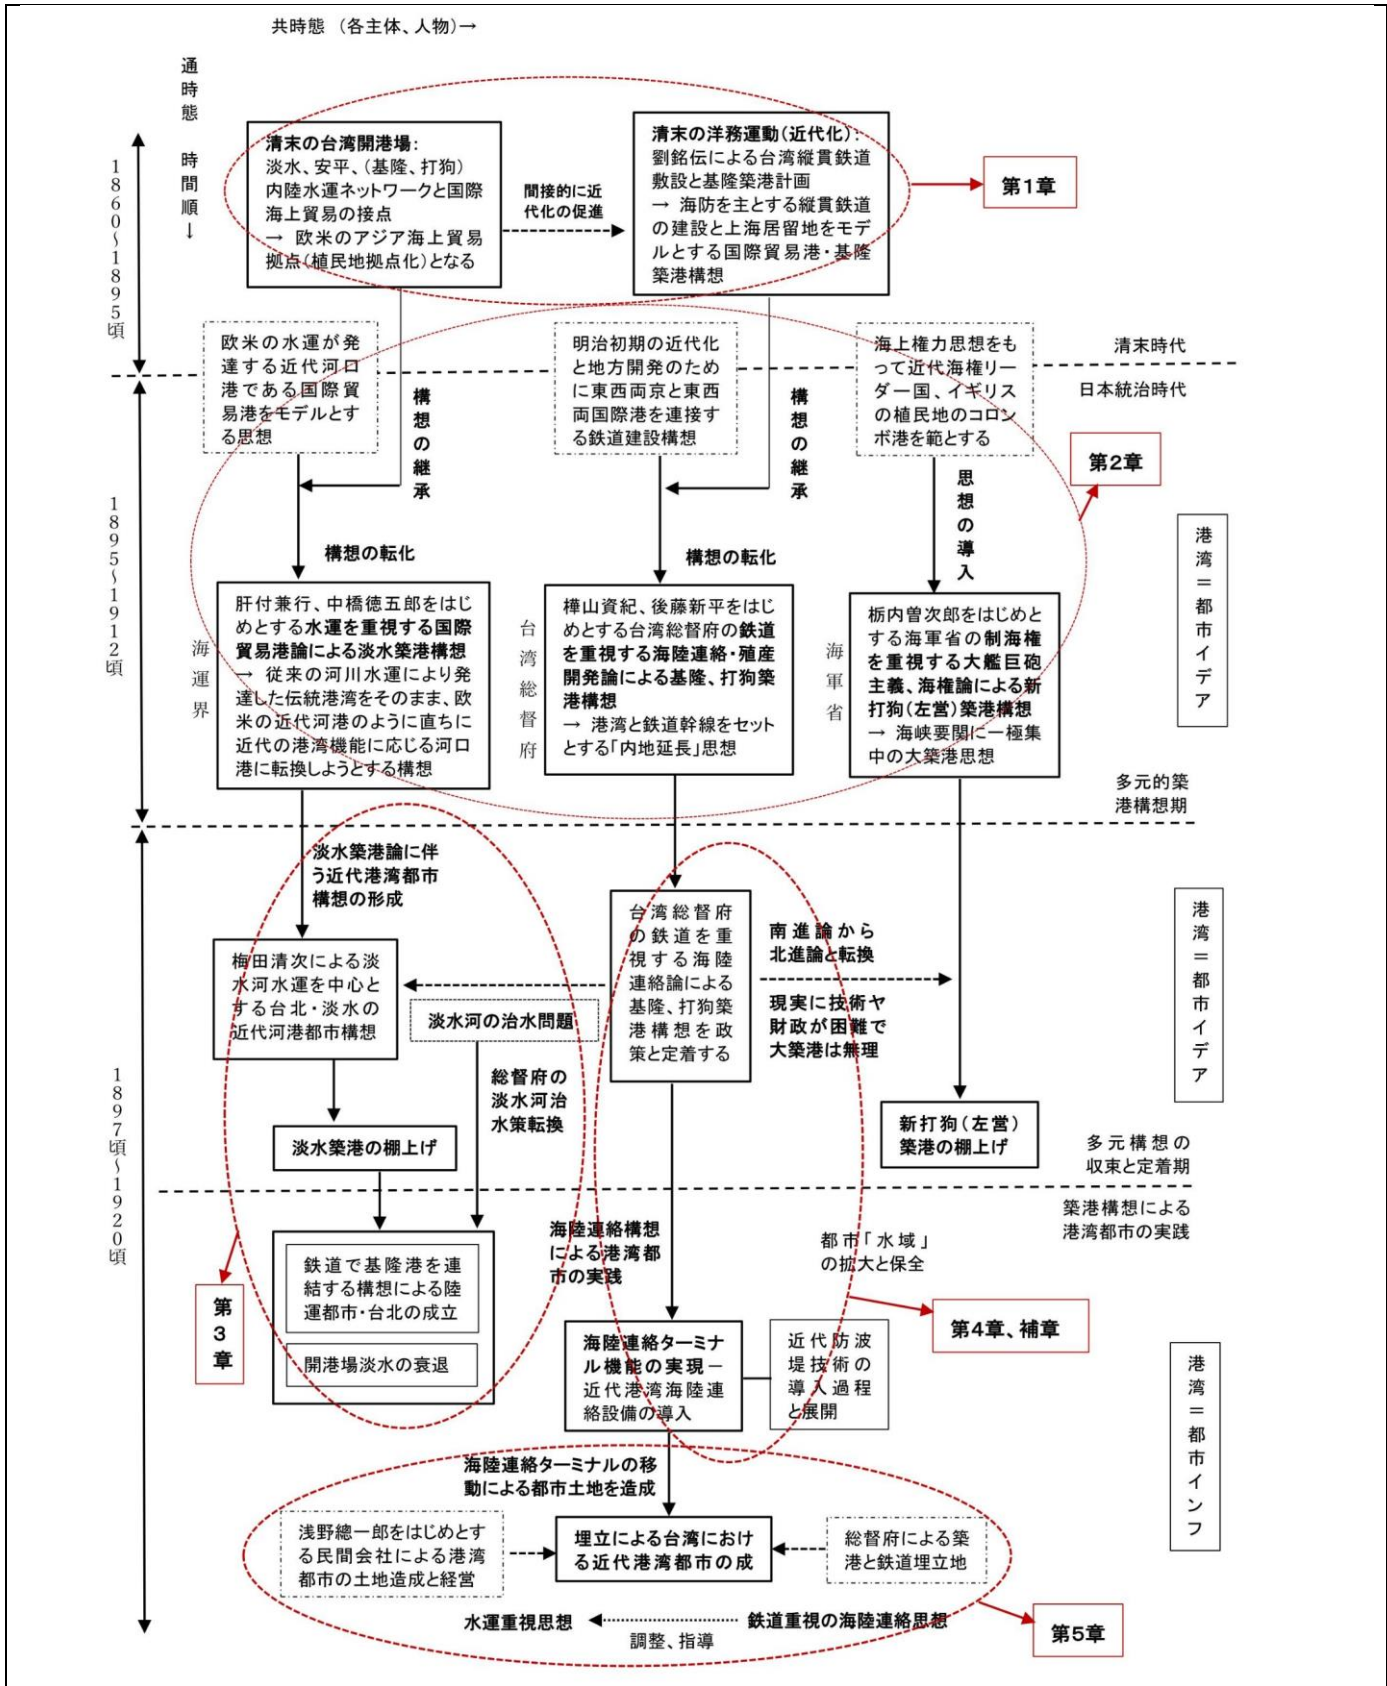 共時態 （各主体、人物）→
通時態 時間順↓
1860～1895頃
清末の台湾開港場：
淡水、安平、（基隆、打狗）
内陸水運ネットワークと国際
海上貿易の接点
→ 欧米のアジア海上貿易
拠点（植民地拠点化）となる
間接的に近
代化の促進
清末の洋務運動（近代化）：
劉銘伝による台湾縦貫鉄道
敷設と基隆築港計画
→ 海防を主とする縦貫鉄道
の建設と上海居留地をモデ
ルとする国際貿易港・基隆
築港構想
第1章
欧米の水運が発
達する近代河口
港である国際貿
易港をモデルとす
る思想
構想の継承
明治初期の近代化
と地方開発のため
に東西両京と東西
両国際港を連接す
る鉄道建設構想
構想の継承
海上権力思想をも
って近代海権リー
ダー国、イギリス
の植民地のコロン
ボ港を範とする
清末時代
日本統治時代
第2章
思想の導入
1895～1912頃
港湾＝都市イデア
構想の転化
構想の転化
海運界
肝付兼行、中橋徳五郎をはじ
めとする水運を重視する国際
貿易港論による淡水築港構想
→ 従来の河川水運により発
達した伝統港湾をそのまま、欧
米の近代河港のように直ちに
近代の港湾機能に応じる河口
港に転換しようとする構想
台湾総督府
樺山資紀、後藤新平をはじ
めとする台湾総督府の鉄道
を重視する海陸連絡・殖産
開発論による基隆、打狗築
港構想
→ 港湾と鉄道幹線をセット
とする「内地延長」思想
海軍省
栃内曽次郎をはじめと
する海軍省の制海権
を重視する大艦巨砲
主義、海権論による新
打狗（左営）築港構想
→ 海峡要関に一極集
中の大築港思想
多元的築
港構想期
1897頃～1920頃
淡水築港論に伴
う近代港湾都市
構想の形成
梅田清次による淡
水河水運を中心と
する台北・淡水の
近代河港都市構想
淡水河の治水問題
総督府の
淡水河治
水策転換
台湾総督府
の鉄道を重
視する海陸
連絡論による
基隆、打狗築
港構想を政
策と定着する
南進論から
北進論と転換
現実に技術ヤ
財政が困難で
大築港は無理
港湾＝都市イデア
淡水築港の棚上げ
新打狗（左営）
築港の棚上げ
多元構想の
収束と定着期
築港構想による
港湾都市の実践
鉄道で基隆港を連
結する構想による陸
運都市・台北の成立
開港場淡水の衰退
第3章
海陸連絡構想
による港湾都
市の実践
都市「水域」
の拡大と保全
第4章、補章
海陸連絡ターミナ
ル機能の実現－
近代港湾海陸連
絡設備の導入
近代防波
堤技術の
導入過程
と展開
港湾＝都市インフ
海陸連絡ターミナルの移
動による都市土地を造成
浅野總一郎をはじめとす
る民間会社による港湾
都市の土地造成と経営
埋立による台湾におけ
る近代港湾都市の成
総督府による築
港と鉄道埋立地
水運重視思想
調整、指導
鉄道重視の海陸連絡思想
第5章